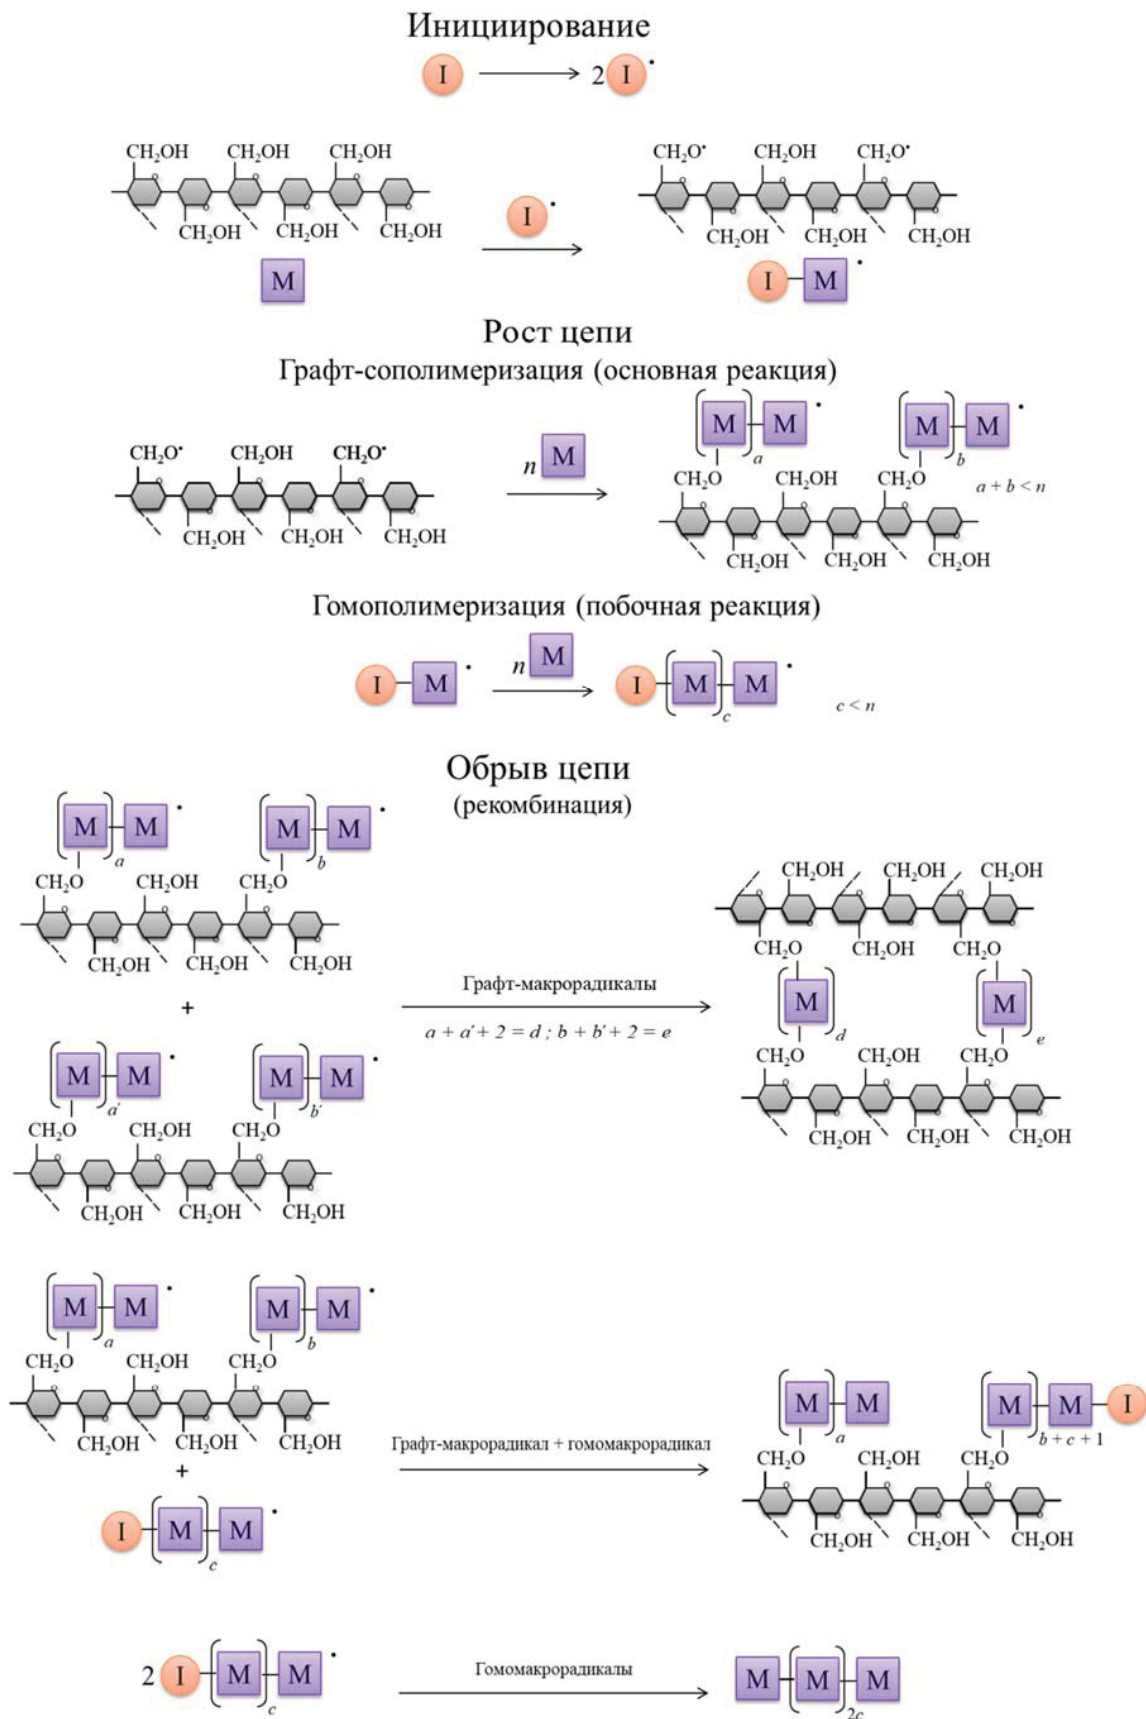 Инициирование
I → 2 I•
CH2OH CH2OH CH2OH
CH2OH CH2OH CH2OH
M
I•
CH2O• CH2OH CH2O•
CH2OH CH2OH CH2OH
I M •
Рост цепи
Графт-сополимеризация (основная реакция)
CH2O• CH2OH CH2O•
CH2OH CH2OH CH2OH
n M
M M • M M •
a b
CH2O CH2OH CH2O
a + b < n
CH2OH CH2OH CH2OH
Гомополимеризация (побочная реакция)
I M • n M I M M •
c
c < n
Обрыв цепи
(рекомбинация)
M M • M M •
a b
CH2O CH2OH CH2O
CH2OH CH2OH CH2OH
+
M M • M M •
a′ b′
CH2O CH2OH CH2O
CH2OH CH2OH CH2OH
Графт-макрорадикалы
a + a′ + 2 = d ; b + b′ + 2 = e
CH2OH CH2OH CH2OH
CH2O CH2OH CH2O
M M
d e
CH2O CH2OH CH2O
CH2OH CH2OH CH2OH
M M • M M •
a b
CH2O CH2OH CH2O
CH2OH CH2OH CH2OH
+
I M M •
c
Графт-макрорадикал + гомомакрорадикал
M M M M I
a b + c + 1
CH2O CH2OH CH2O
CH2OH CH2OH CH2OH
2 I M M •
c
Гомомакрорадикалы
M M M
2c